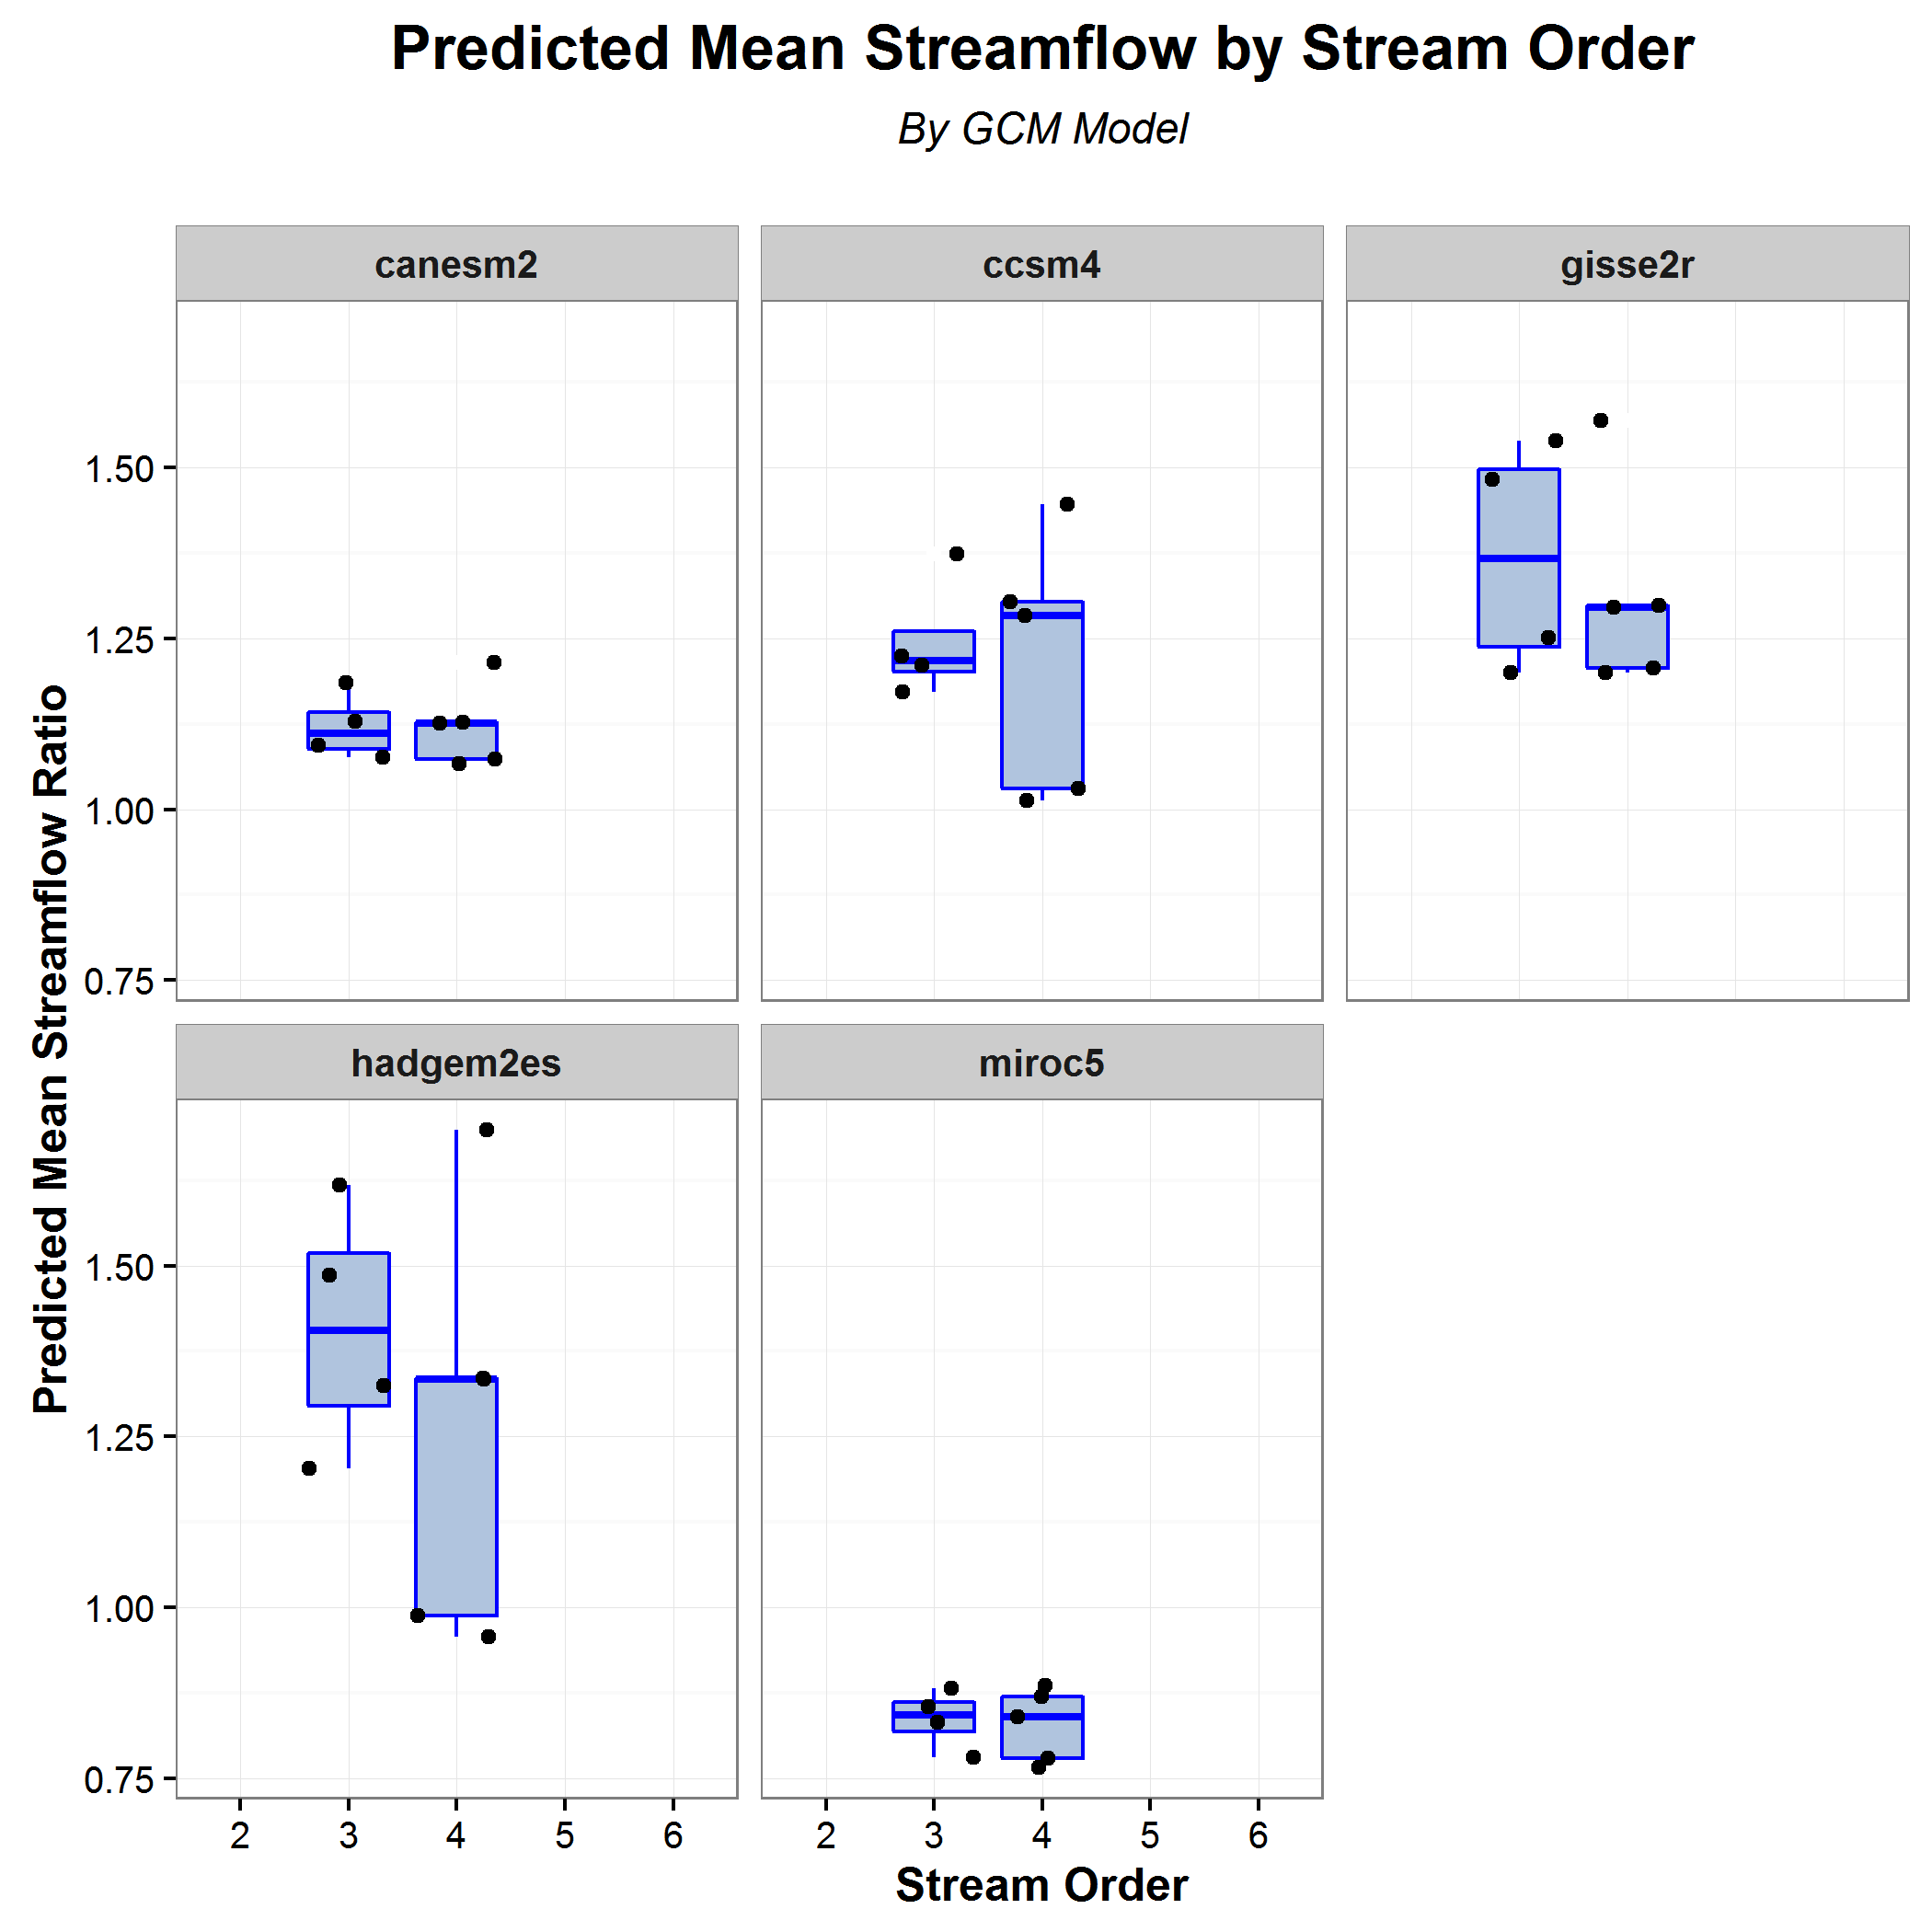 Predicted Mean Streamflow by Stream Order
By GCM Model
canesm2
ccsm4
gisse2r
Predicted Mean Streamflow Ratio
1.50
1.25
1.00
0.75
hadgem2es
miroc5
1.50
1.25
1.00
0.75
2 3 4 5 6
2 3 4 5 6
Stream Order